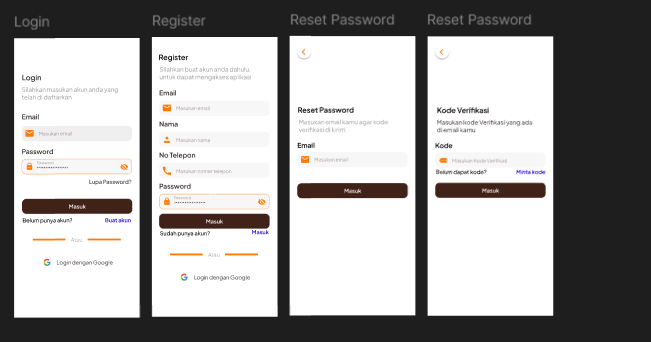 Login
Login
Silahkan masukan akun anda yang
telah di daftarkan
Email
Masukan email
Password
Password
Lupa Password?
Masuk
Belum punya akun? Buat akun
Atau
Login dengan Google
Register
Register
Silahkan buat akun anda dahulu,
untuk dapat mengakses aplikasi
Email
Masukan email
Nama
Masukan nama
No Telepon
Masukan nomer telepon
Password
Password
Masuk
Sudah punya akun? Masuk
Atau
Login dengan Google
Reset Password
Reset Password
Masukan email kamu agar kode
verifikasi di kirim
Email
Masukan email
Masuk
Reset Password
Kode Verifikasi
Masukan kode Verifikasi yang ada
di email kamu
Kode
Masukan Kode Verifikasi
Belum dapat kode? Minta kode
Masuk